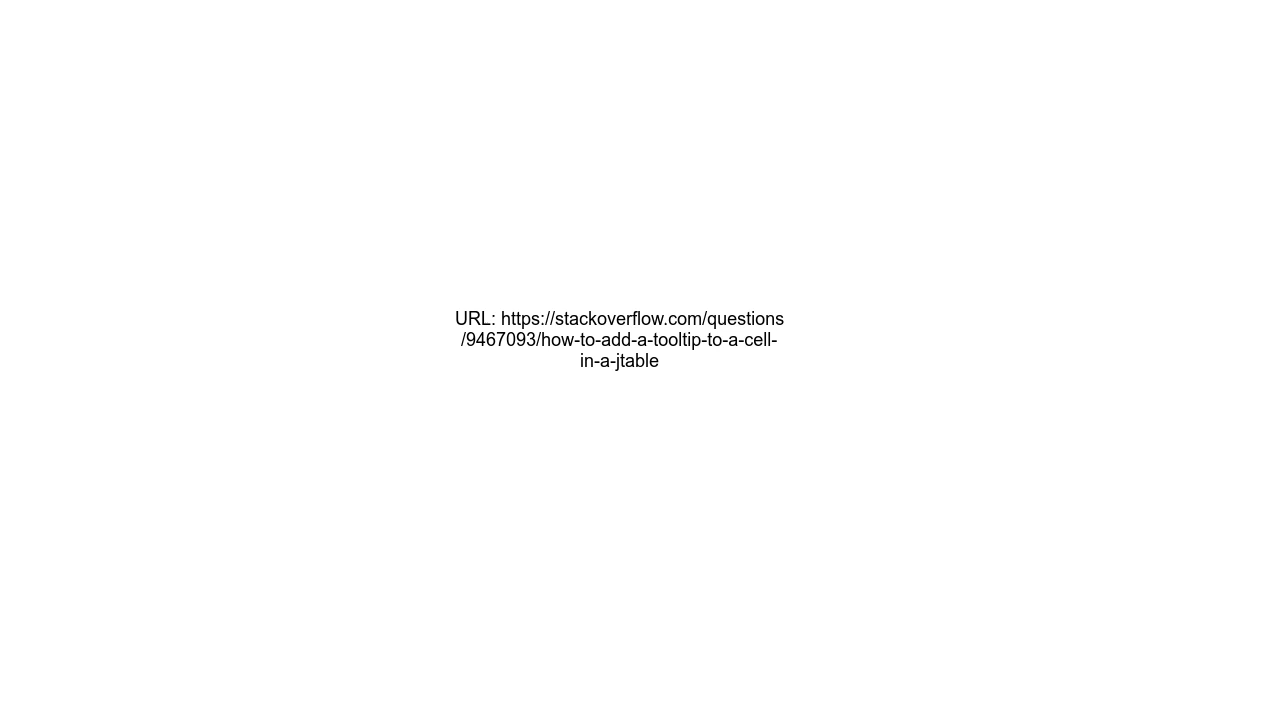 URL: https://stackoverflow.com/questions
/9467093/how-to-add-a-tooltip-to-a-cell-
in-a-jtable